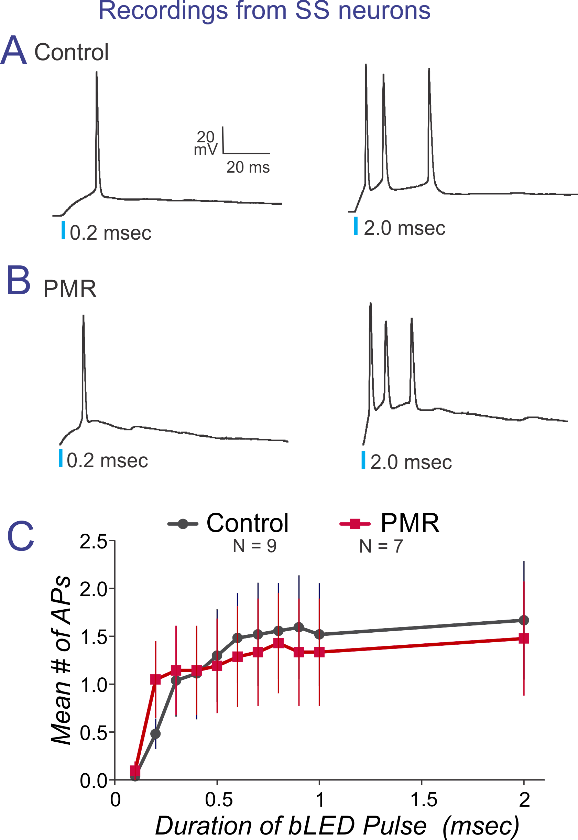 Recordings from SS neurons
A Control
20
mV
20 ms
0.2 msec
2.0 msec
B PMR
0.2 msec
2.0 msec
C
Control PMR
N = 9 N = 7
2.5
2.0
1.5
1.0
0.5
0.0
Mean # of APs
0 0.5 1 1.5 2
Duration of bLED Pulse (msec)